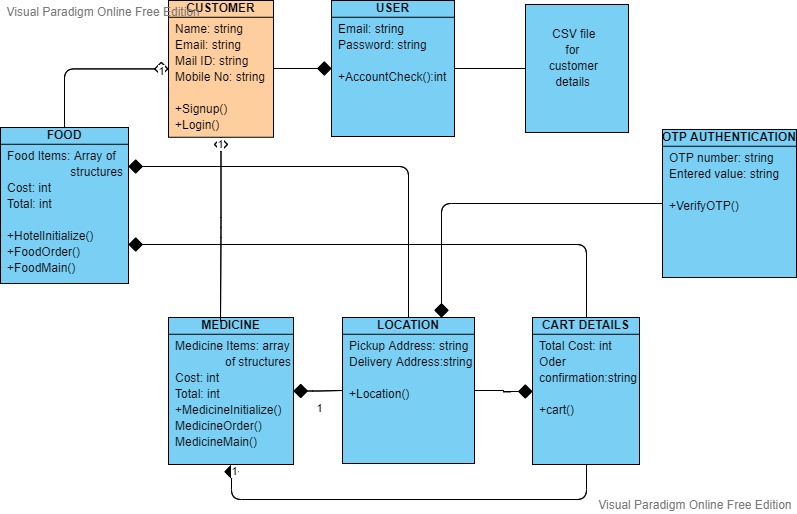 Visual Paradigm Online Free Edition
CUSTOMER
Name: string
Email: string
Mail ID: string
Mobile No: string
+Signup()
+Login()
USER
Email: string
Password: string
+AccountCheck():int
CSV file
for
customer
details
1
FOOD
Food Items: Array of
structures
Cost: int
Total: int
+HotelInitialize()
+FoodOrder()
+FoodMain()
OTP AUTHENTICATION
OTP number: string
Entered value: string
+VerifyOTP()
1
MEDICINE
Medicine Items: array
of structures
Cost: int
Total: int
+MedicineInitialize()
MedicineOrder()
MedicineMain()
1
LOCATION
Pickup Address: string
Delivery Address:string
+Location()
CART DETAILS
Total Cost: int
Oder
confirmation:string
+cart()
1
Visual Paradigm Online Free Edition